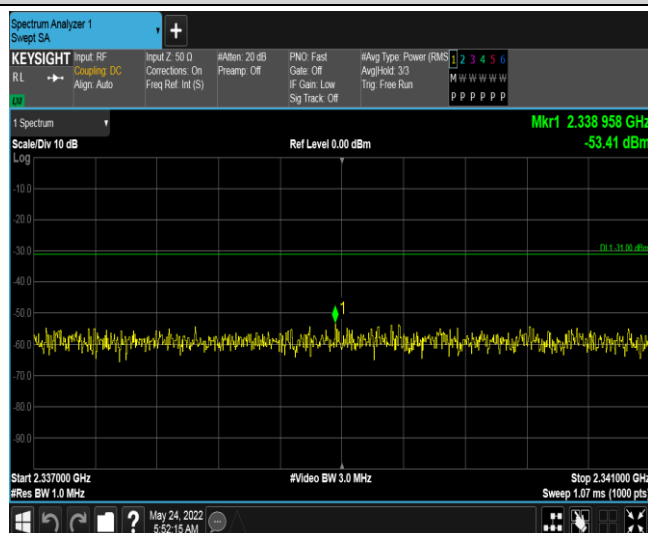 Spectrum Analyzer 1
Swept SA
KEYSIGHT
RL
Input: RF
Coupling: DC
Align: Auto
Input Z: 50 Ω
Corrections: On
Freq Ref: Int (S)
#Atten: 20 dB
Preamp: Off
PNO: Fast
Gate: Off
IF Gain: Low
Sig Track: Off
#Avg Type: Power (RMS
Avg|Hold: 3/3
Trig: Free Run
1 2 3 4 5 6
M W W W W W
P P P P P P
1 Spectrum
Mkr1 2.338 958 GHz
Scale/Div 10 dB
Ref Level 0.00 dBm
-53.41 dBm
Log
-10.0
-20.0
-30.0
DL1 -31.00 dBm
-40.0
-50.0
1
-60.0
-70.0
-80.0
-90.0
Start 2.337000 GHz
#Video BW 3.0 MHz
Stop 2.341000 GHz
#Res BW 1.0 MHz
Sweep 1.07 ms (1000 pts)
?
May 24, 2022
5:52:15 AM